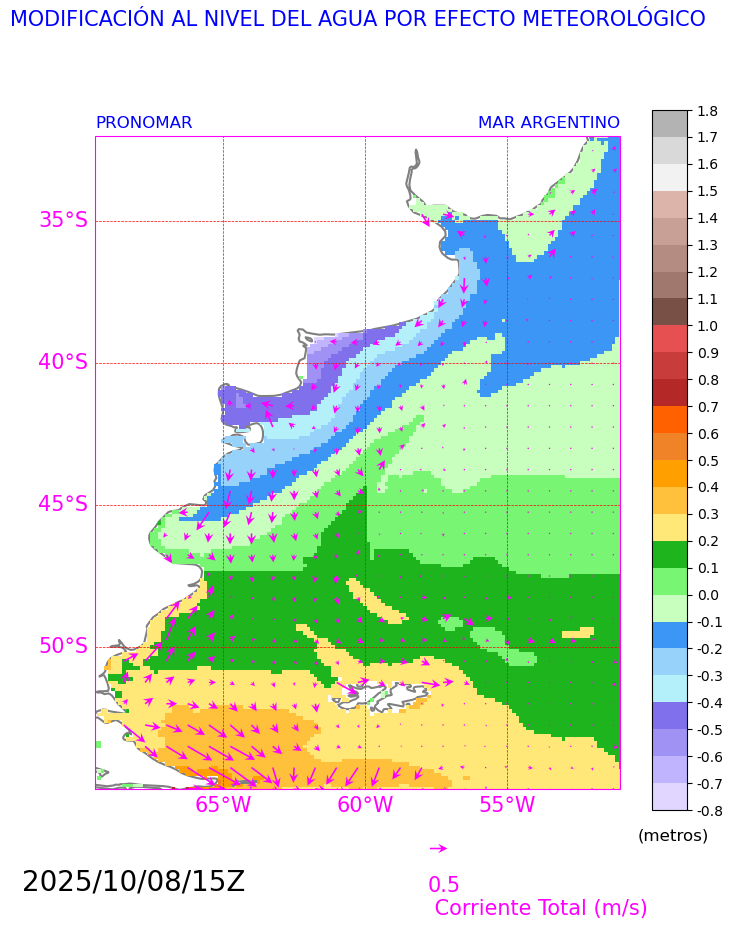 MODIFICACIÓN AL NIVEL DEL AGUA POR EFECTO METEOROLÓGICO
PRONOMAR
MAR ARGENTINO
35°S
40°S
45°S
50°S
65°W
60°W
55°W
1.8
1.7
1.6
1.5
1.4
1.3
1.2
1.1
1.0
0.9
0.8
0.7
0.6
0.5
0.4
0.3
0.2
0.1
0.0
-0.1
-0.2
-0.3
-0.4
-0.5
-0.6
-0.7
-0.8
(metros)
2025/10/08/15Z
0.5
Corriente Total (m/s)